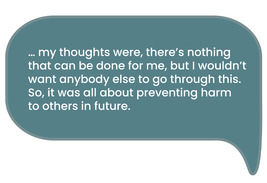 ... my thoughts were, there's nothing
that can be done for me, but I wouldn't
want anybody else to go through this.
So, it was all about preventing harm
to others in future.